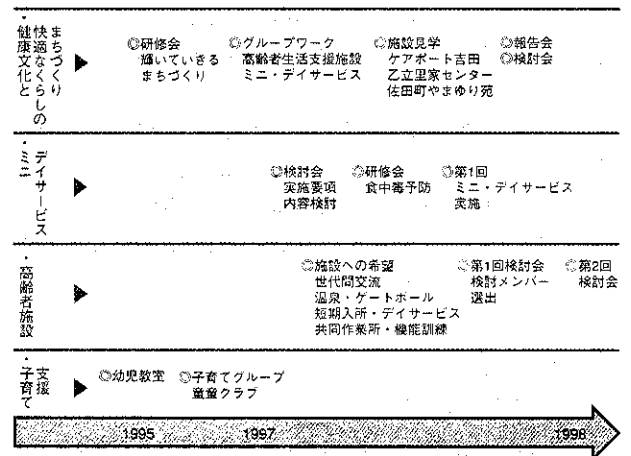 ・健康文化と
快適なくらしの
まちづくり
▶
◎研修会
輝いていきる
まちづくり
◎グループワーク
高齢者生活支援施設
ミニ・デイサービス
◎施設見学
ケアポート吉田
乙立里家センター
佐田町やまゆり苑
◎報告会
◎検討会
・ミニ
デイサービス
▶
◎検討会
実施要項
内容検討
◎研修会
食中毒予防
◎第1回
ミニ・デイサービス
実施
・高齢者施設
▶
◎施設への希望
世代間交流
温泉・ゲートボール
短期入所・デイサービス
共同作業所・機能訓練
◎第1回検討会
検討メンバー
選出
◎第2回
検討会
・子育て
支援
▶
◎幼児教室
◎子育てグループ
童童クラブ
1995
1997
1998